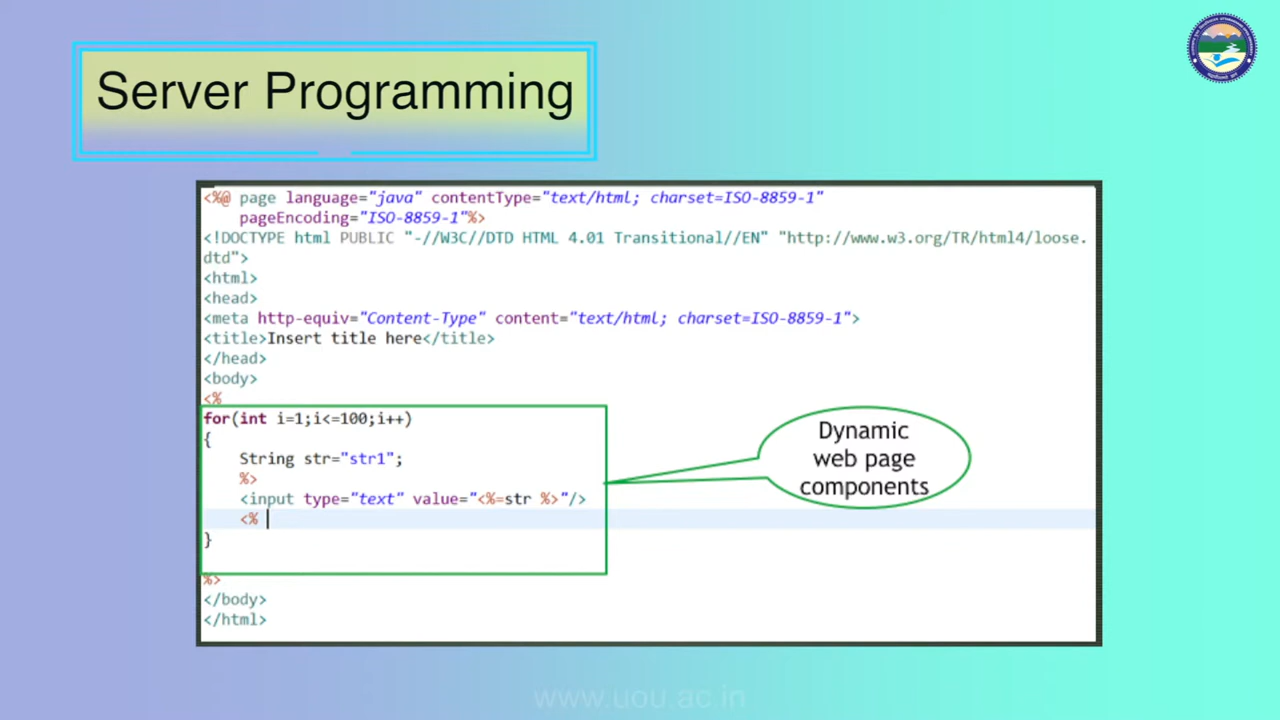 Server Programming
<%@ page language="java" contentType="text/html; charset=ISO-8859-1"
pageEncoding="ISO-8859-1"%>
<!DOCTYPE html PUBLIC "-//W3C//DTD HTML 4.01 Transitional//EN" "http://www.w3.org/TR/html4/loose.
dtd">
<html>
<head>
<meta http-equiv="Content-Type" content="text/html; charset=ISO-8859-1">
<title>Insert title here</title>
</head>
<body>
<%
for(int i=1;i<=100;i++)
{
String str="str1";
%>
<input type="text" value="<%=str %>"/>
<%
}
%>
</body>
</html>
Dynamic
web page
components
www.uou.ac.in